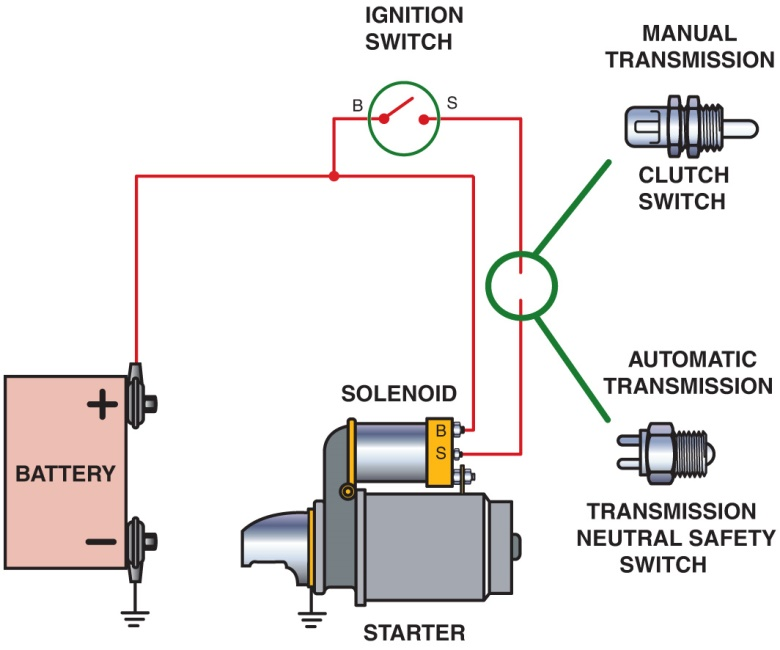 IGNITION
SWITCH
B
S
MANUAL
TRANSMISSION
CLUTCH
SWITCH
AUTOMATIC
TRANSMISSION
SOLENOID
B
S
+
BATTERY
−
TRANSMISSION
NEUTRAL SAFETY
SWITCH
STARTER